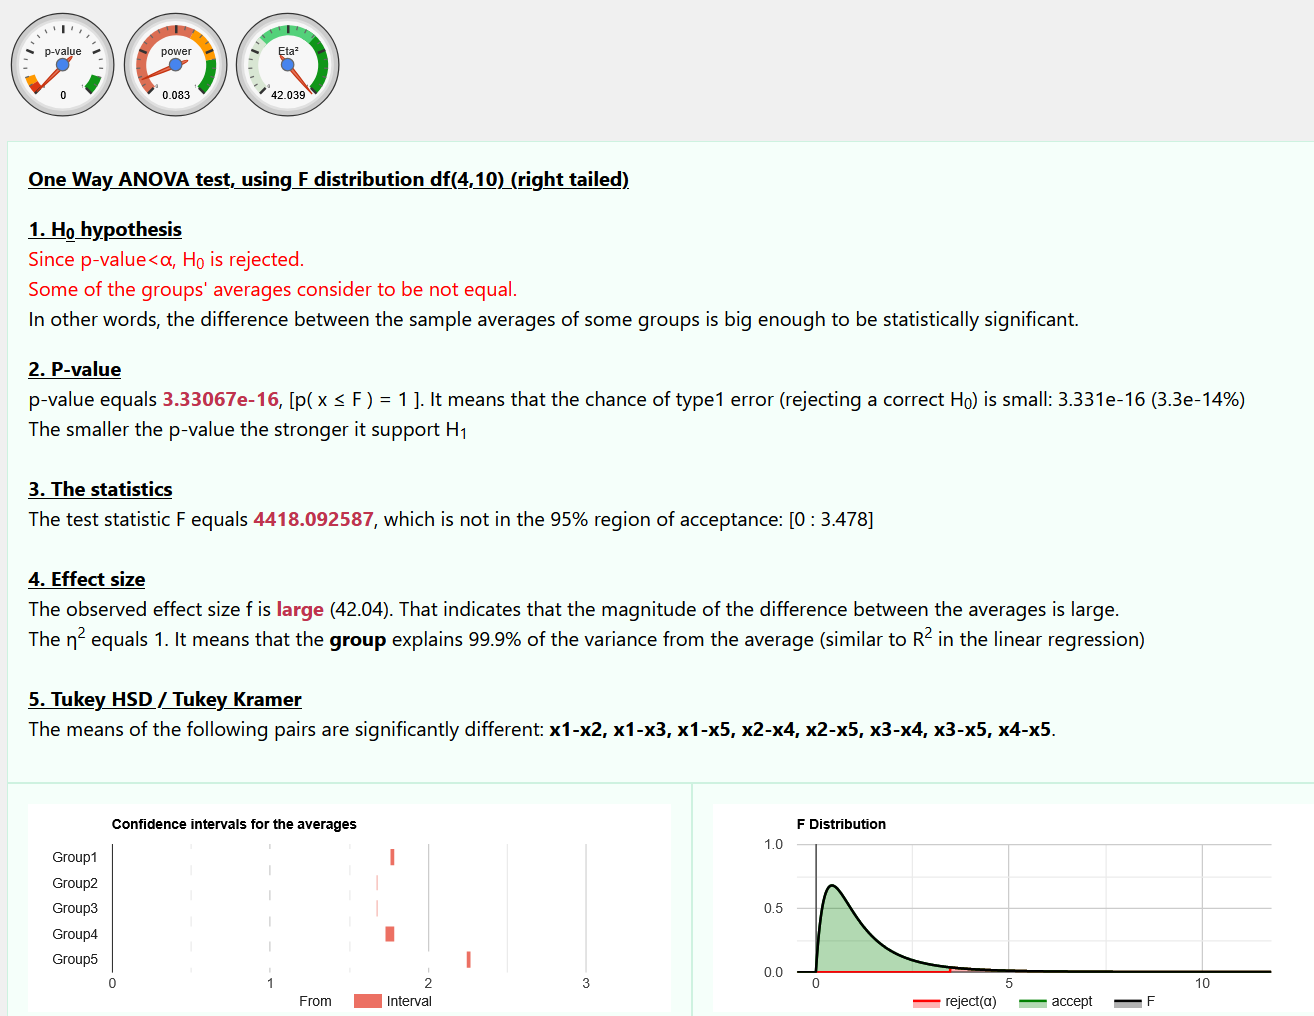 p-value
0
power
0.083
Eta²
42.039
One Way ANOVA test, using F distribution df(4,10) (right tailed)
1. H₀ hypothesis
Since p-value<α, H₀ is rejected.
Some of the groups' averages consider to be not equal.
In other words, the difference between the sample averages of some groups is big enough to be statistically significant.
2. P-value
p-value equals 3.33067e-16, [p( x ≤ F ) = 1 ]. It means that the chance of type1 error (rejecting a correct H₀) is small: 3.331e-16 (3.3e-14%)
The smaller the p-value the stronger it support H₁
3. The statistics
The test statistic F equals 4418.092587, which is not in the 95% region of acceptance: [0 : 3.478]
4. Effect size
The observed effect size f is large (42.04). That indicates that the magnitude of the difference between the averages is large.
The η² equals 1. It means that the group explains 99.9% of the variance from the average (similar to R² in the linear regression)
5. Tukey HSD / Tukey Kramer
The means of the following pairs are significantly different: x1-x2, x1-x3, x1-x5, x2-x4, x2-x5, x3-x4, x3-x5, x4-x5.
Confidence intervals for the averages
Group1
Group2
Group3
Group4
Group5
0 1 2 3
From Interval
F Distribution
1.0
0.5
0.0
0 5 10
reject(α) accept F